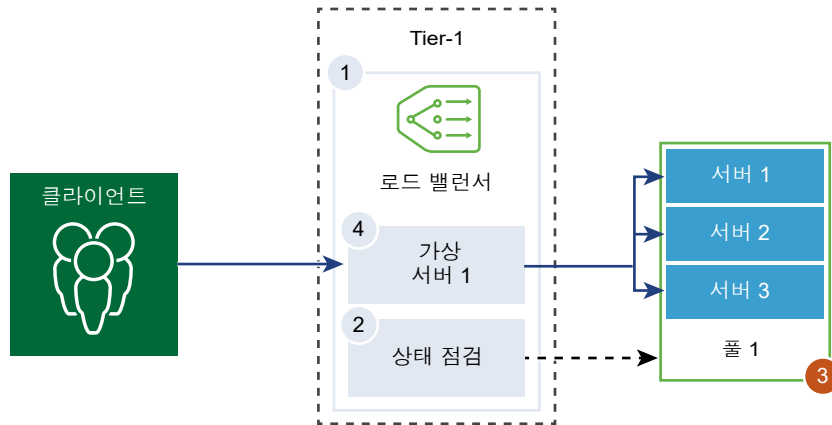 Tier-1
1
로드 밸런서
클라이언트
4
가상
서버 1
2
상태 점검
서버 1
서버 2
서버 3
풀 1
3